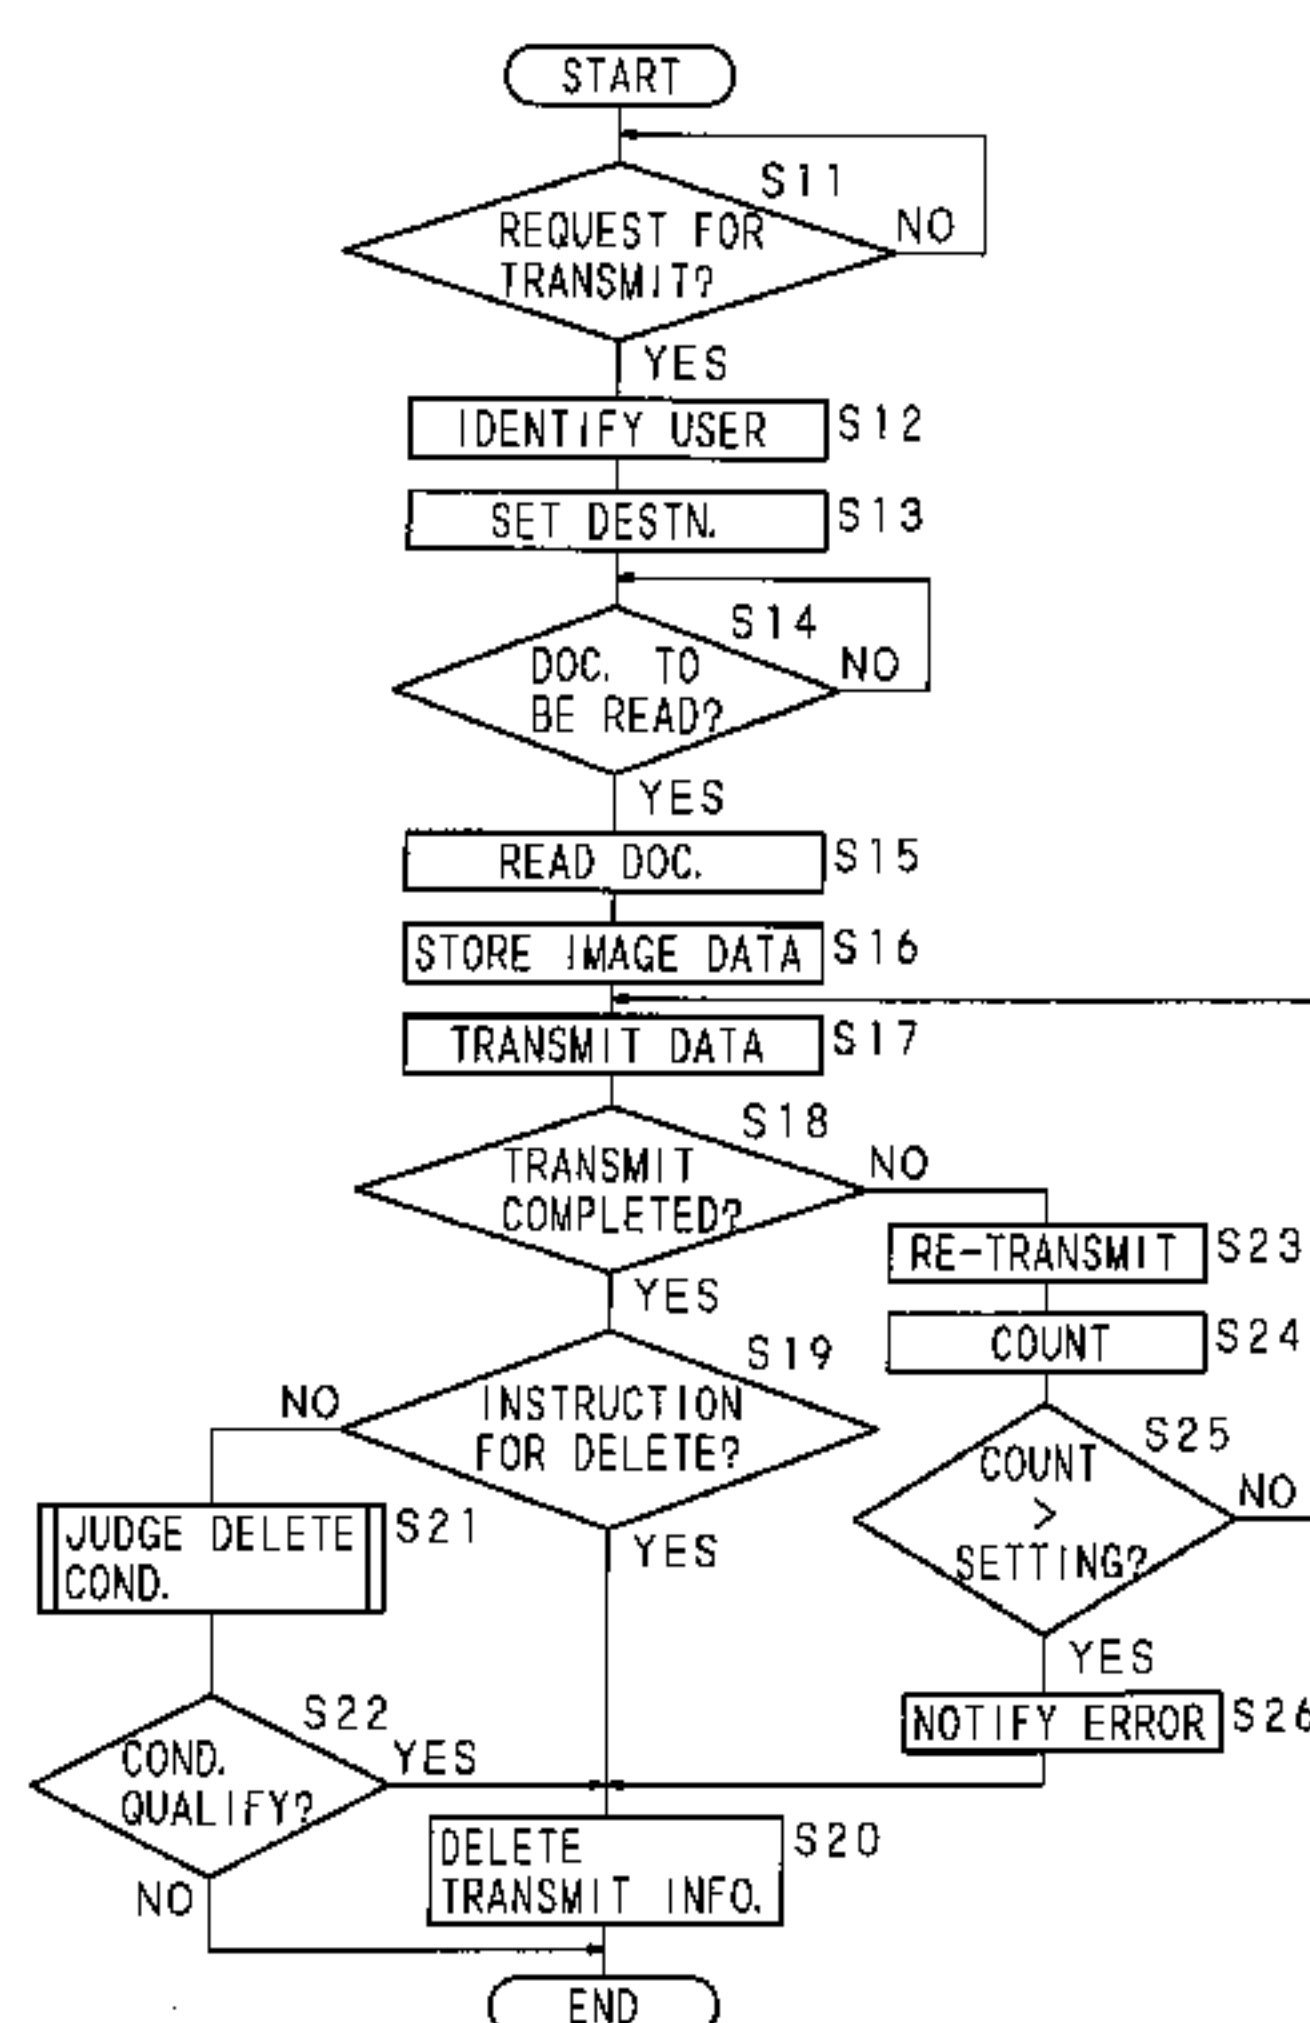 START
S11
REQUEST FOR
TRANSMIT?
NO
YES
IDENTIFY USER
S12
SET DESTN.
S13
S14
DOC. TO
BE READ?
NO
YES
READ DOC.
S15
STORE IMAGE DATA
S16
TRANSMIT DATA
S17
S18
TRANSMIT
COMPLETED?
NO
YES
RE-TRANSMIT
S23
COUNT
S24
S19
INSTRUCTION
FOR DELETE?
NO
YES
S25
COUNT
>
SETTING?
NO
YES
JUDGE DELETE
COND.
S21
NOTIFY ERROR
S26
S22
COND.
QUALIFY?
YES
NO
DELETE
TRANSMIT INFO.
S20
END